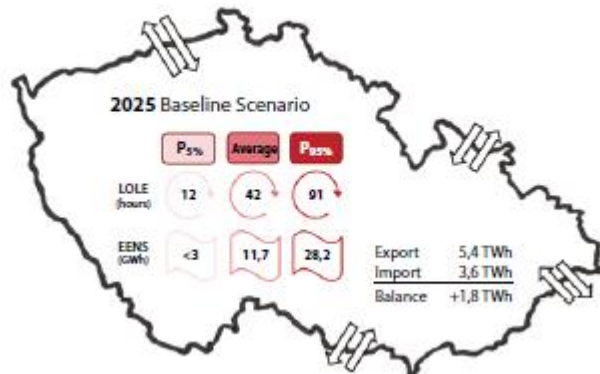 2025 Baseline Scenario
P5% Average P95%
LOLE (hours) 12 42 91
EENS (GWh) <3 11,7 28,2
Export 5,4 TWh
Import 3,6 TWh
Balance +1,8 TWh